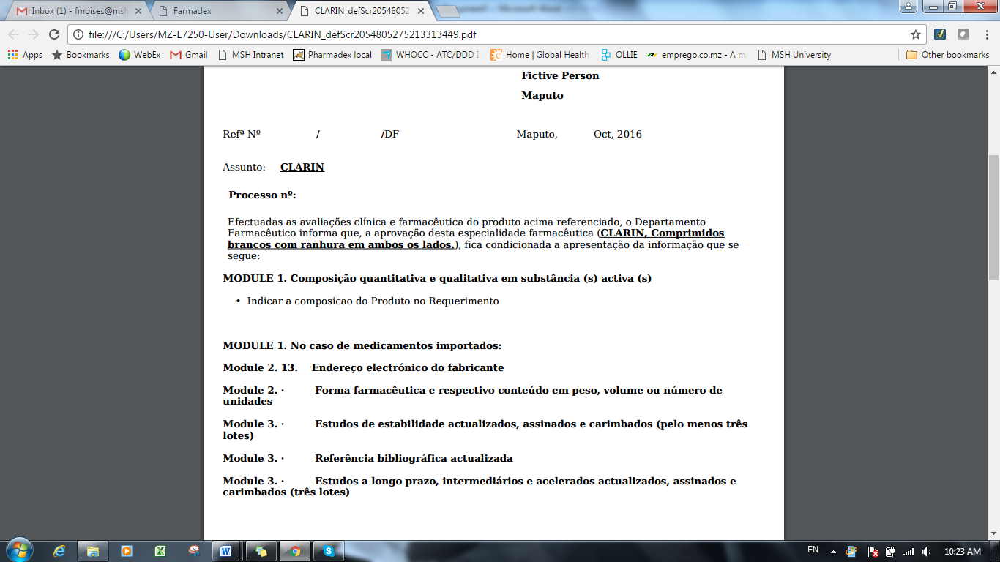 Inbox (1) - fmoises@msh
Farmadex
CLARIN_defScr20548052
file:///C:/Users/MZ-E7250-User/Downloads/CLARIN_defScr2054805275213313449.pdf
Apps Bookmarks WebEx Gmail MSH Intranet Pharmadex local WHOCC - ATC/DDD I Home | Global Health OLLIE emprego.co.mz - A m MSH University Other bookmarks
Fictive Person
Maputo
Refª Nº / /DF Maputo, Oct, 2016
Assunto: CLARIN
Processo nº:
Efectuadas as avaliações clínica e farmacêutica do produto acima referenciado, o Departamento
Farmacêutico informa que, a aprovação desta especialidade farmacêutica (CLARIN, Comprimidos
brancos com ranhura em ambos os lados.), fica condicionada a apresentação da informação que se
segue:
MODULE 1. Composição quantitativa e qualitativa em substância (s) activa (s)
• Indicar a composicao do Produto no Requerimento
MODULE 1. No caso de medicamentos importados:
Module 2. 13. Endereço electrónico do fabricante
Module 2. · Forma farmacêutica e respectivo conteúdo em peso, volume ou número de
unidades
Module 3. · Estudos de estabilidade actualizados, assinados e carimbados (pelo menos três
lotes)
Module 3. · Referência bibliográfica actualizada
Module 3. · Estudos a longo prazo, intermediários e acelerados actualizados, assinados e
carimbados (três lotes)
EN 10:23 AM